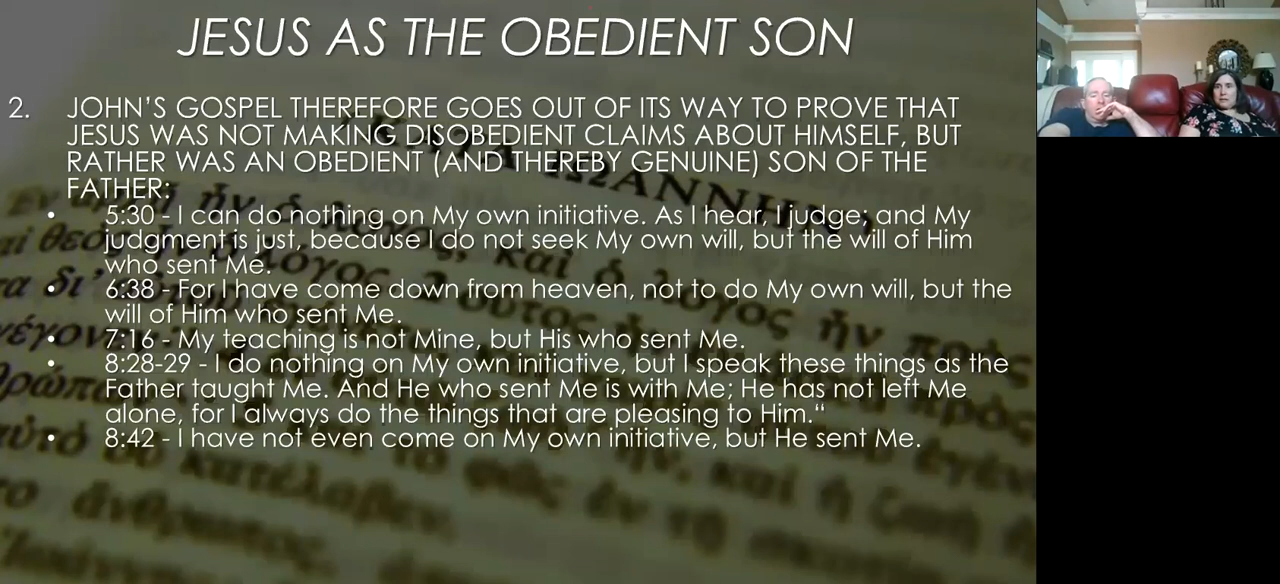 JESUS AS THE OBEDIENT SON
2. JOHN'S GOSPEL THEREFORE GOES OUT OF ITS WAY TO PROVE THAT
JESUS WAS NOT MAKING DISOBEDIENT CLAIMS ABOUT HIMSELF, BUT
RATHER WAS AN OBEDIENT (AND THEREBY GENUINE) SON OF THE
FATHER:
• 5:30 - I can do nothing on My own initiative. As I hear, I judge; and My
judgment is just, because I do not seek My own will, but the will of Him
who sent Me.
• 6:38 - For I have come down from heaven, not to do My own will, but the
will of Him who sent Me.
• 7:16 - My teaching is not Mine, but His who sent Me.
• 8:28-29 - I do nothing on My own initiative, but I speak these things as the
Father taught Me. And He who sent Me is with Me; He has not left Me
alone, for I always do the things that are pleasing to Him.“
• 8:42 - I have not even come on My own initiative, but He sent Me.